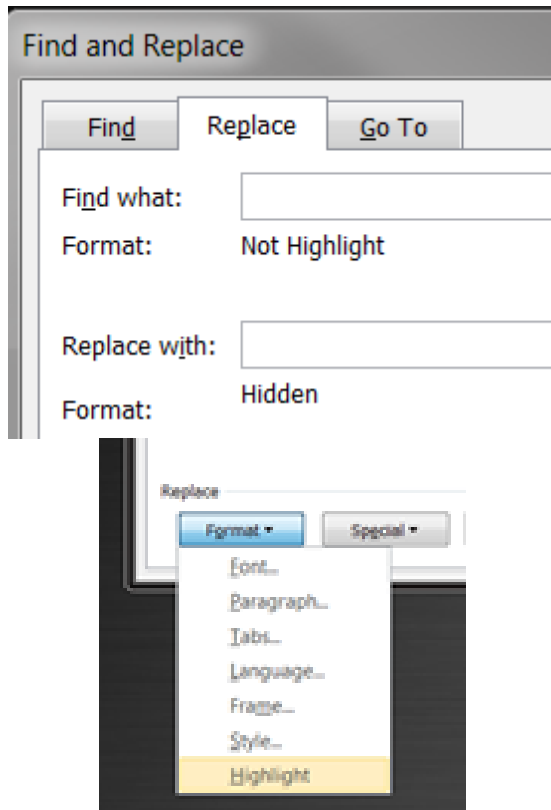 Find and Replace
Find Replace Go To
Find what:
Format: Not Highlight
Replace with:
Format: Hidden
Replace
Format Special
Font...
Paragraph...
Tabs...
Language...
Frame...
Style...
Highlight